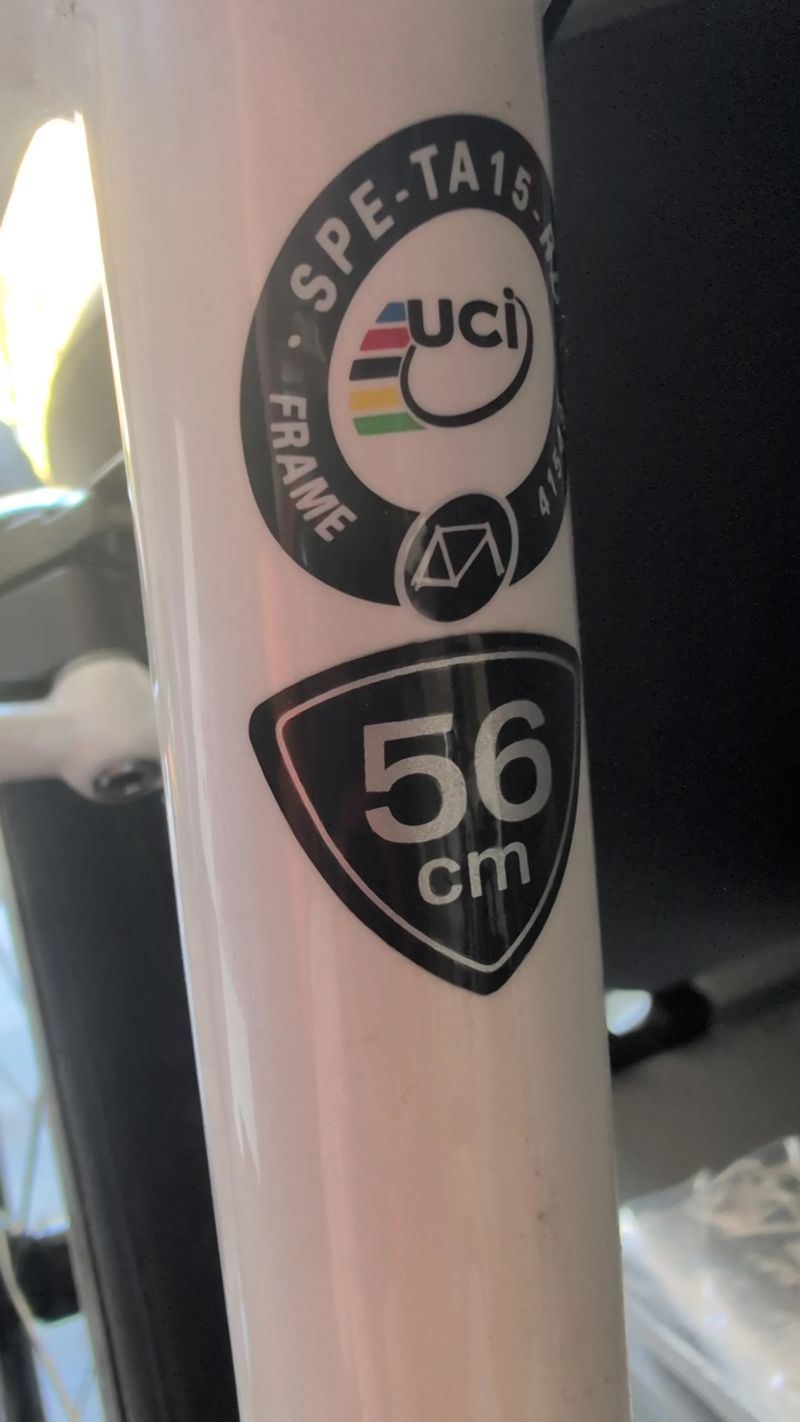 SPE-TA15-R
uci
FRAME
56
cm